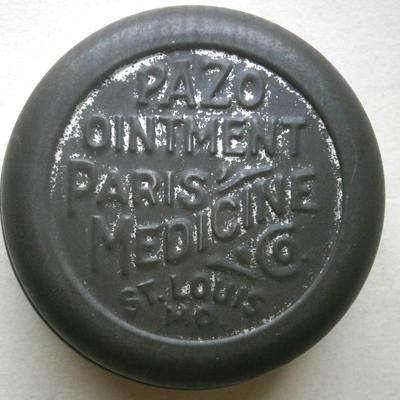 PAZO
OINTMENT
PARIS
MEDICINE
CO.
ST. LOUIS
MO.